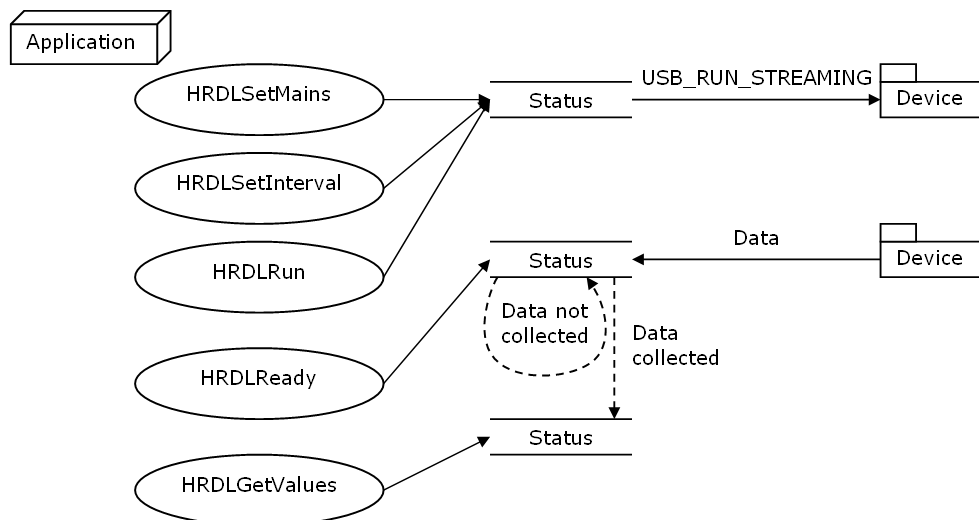 Application
HRDLSetMains
Status
USB_RUN_STREAMING
Device
HRDLSetInterval
HRDLRun
Status
Data
Device
Data not
collected
Data
collected
HRDLReady
Status
HRDLGetValues